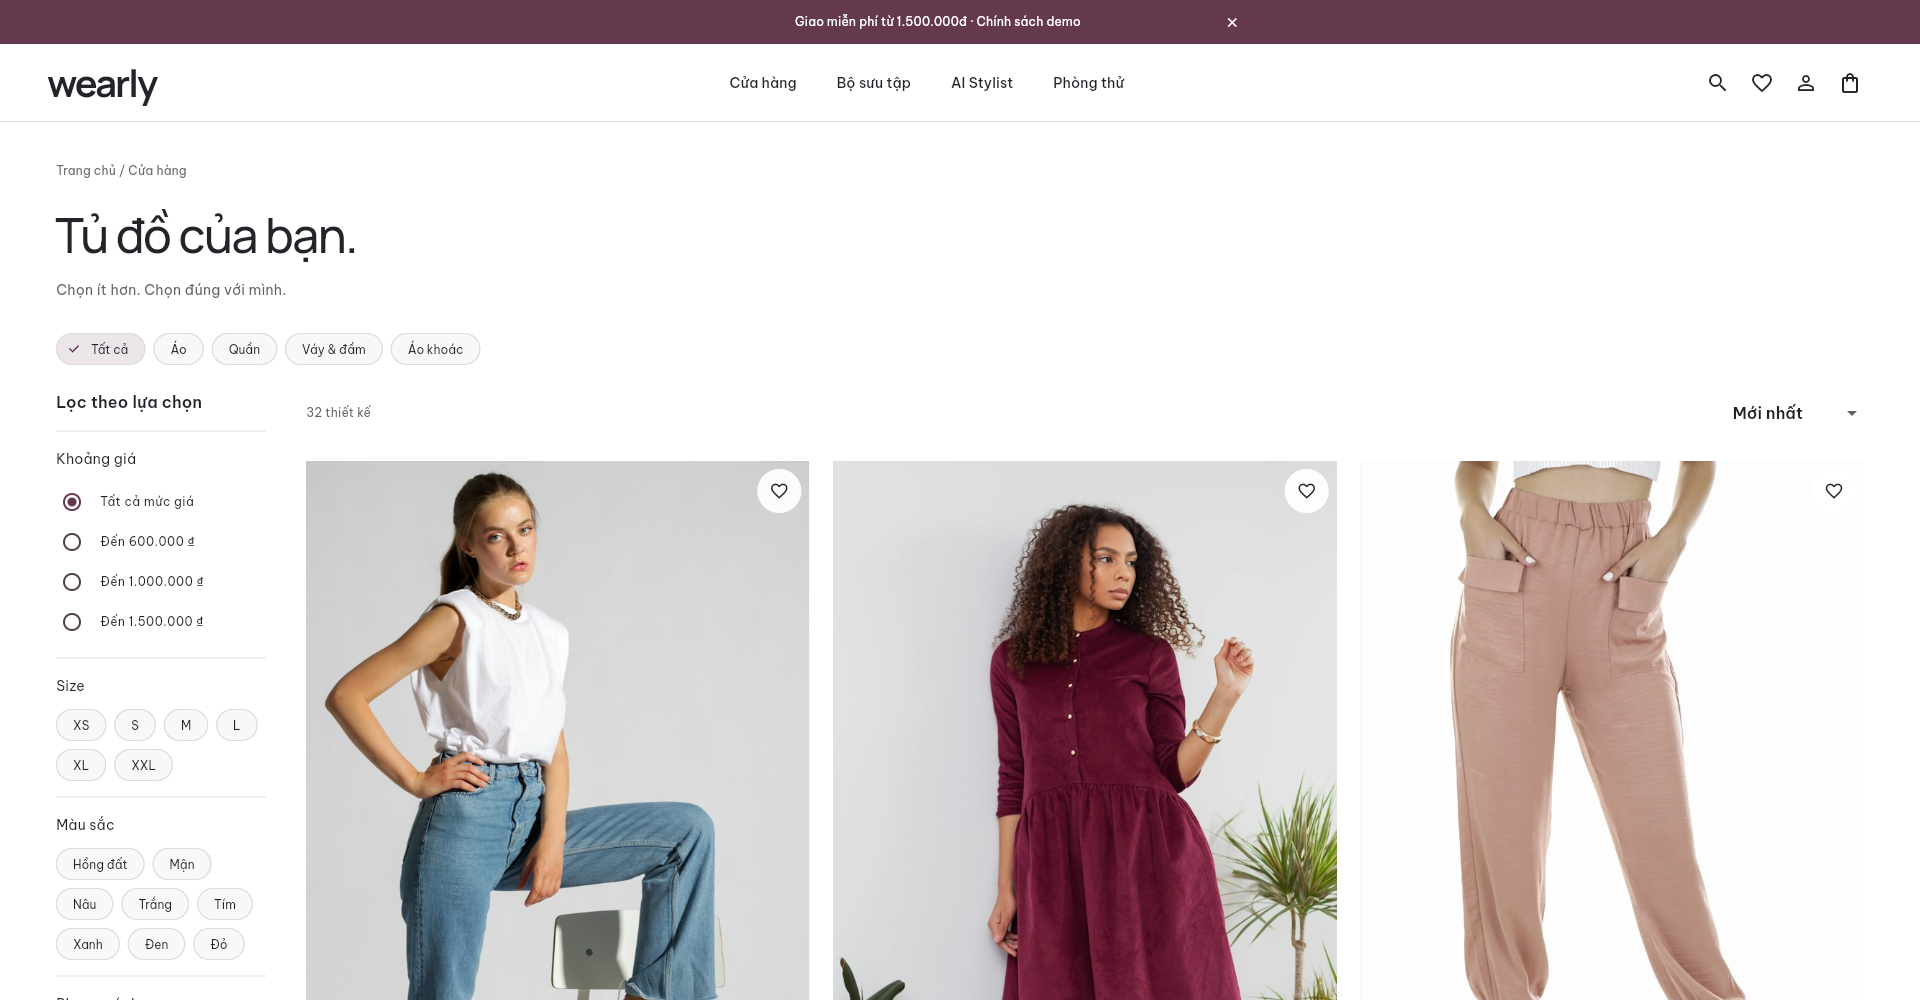 Giao miễn phí từ 1.500.000đ · Chính sách demo
wearly
Cửa hàng
Bộ sưu tập
AI Stylist
Phòng thử
Trang chủ / Cửa hàng
Tủ đồ của bạn.
Chọn ít hơn. Chọn đúng với mình.
Tất cả
Áo
Quần
Váy & đầm
Áo khoác
Lọc theo lựa chọn
32 thiết kế
Mới nhất
Khoảng giá
Tất cả mức giá
Đến 600.000 ₫
Đến 1.000.000 ₫
Đến 1.500.000 ₫
Size
XS
S
M
L
XL
XXL
Màu sắc
Hồng đất
Mận
Nâu
Trắng
Tím
Xanh
Đen
Đỏ